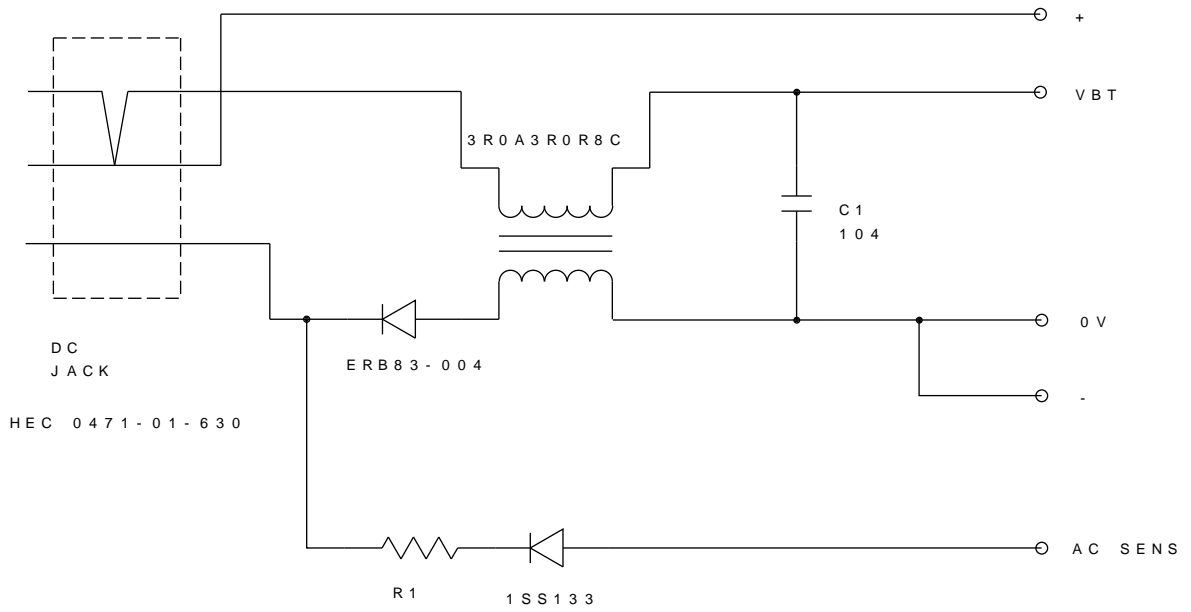 +
VBT
3R0A3R0R8C
C1
104
0V
DC
JACK
ERB83-004
-
HEC 0471-01-630
AC SENS
R1
1SS133